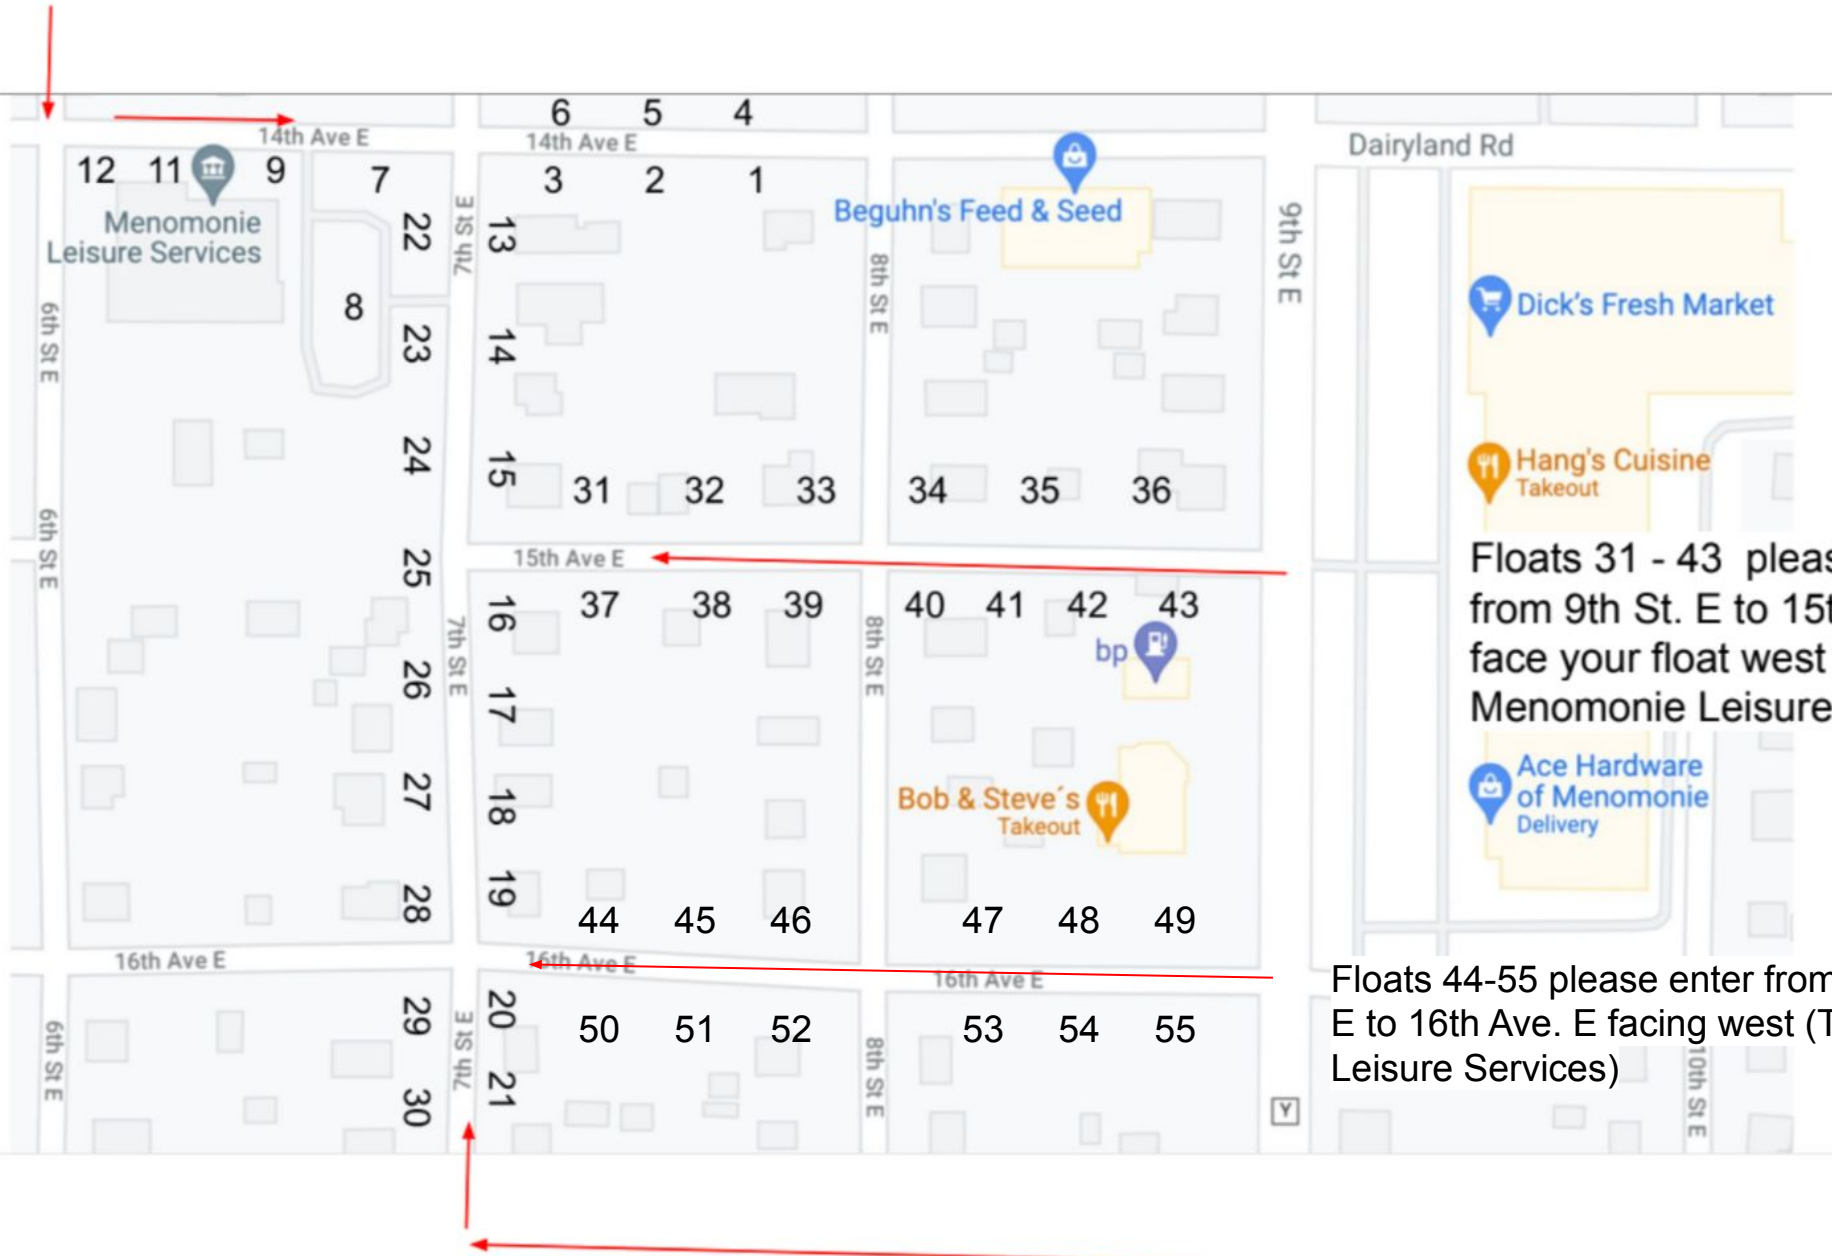 6 5 4
14th Ave E
14th Ave E
Dairyland Rd
12 11 9 7
3 2 1
Menomonie
Leisure Services
Beguhn's Feed & Seed
22
7th St E
13
8th St E
9th St E
6th St E
8
23
14
Dick's Fresh Market
24
15
31 32 33 34 35 36
Hang's Cuisine
Takeout
6th St E
25
15th Ave E
Floats 31 - 43
from 9th St. E to
face your float west
Menomonie Leisure
16
37 38 39 40 41 42 43
7th St E
8th St E
bp
26
17
27
18
Bob & Steve´s
Takeout
Ace Hardware
of Menomonie
Delivery
28
19
44 45 46 47 48 49
16th Ave E
16th Ave E
16th Ave E
Floats 44-55 please enter from
E to 16th Ave. E facing west (T
Leisure Services)
29
20
50 51 52 53 54 55
6th St E
7th St E
8th St E
10th St E
30
21
Y